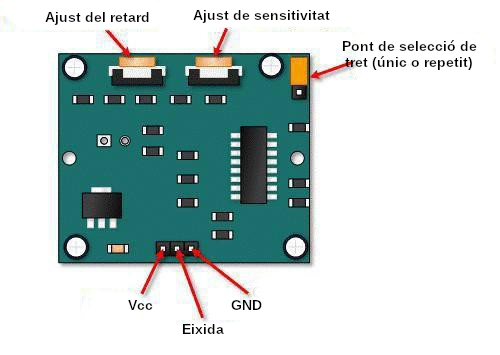 Ajust del retard
Ajust de sensitivitat
Pont de selecció de
tret (únic o repetit)
Vcc
GND
Eixida